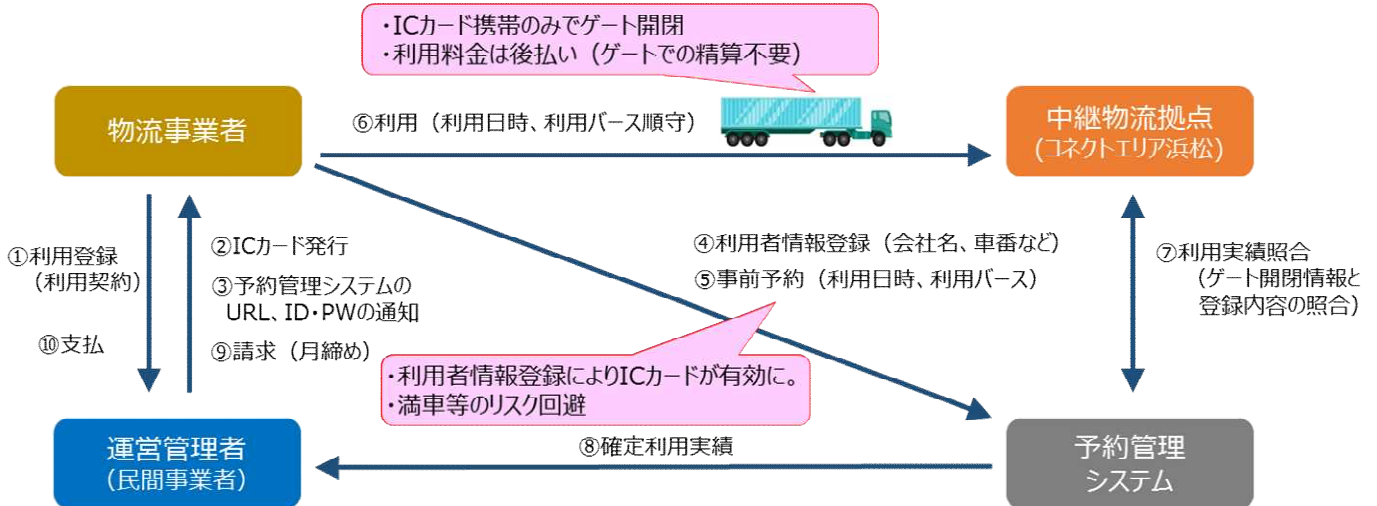 ・ICカード携帯のみでゲート開閉
・利用料金は後払い（ゲートでの精算不要）
物流事業者
⑥利用（利用日時、利用バース順守）
中継物流拠点
(コネクトエリア浜松)
①利用登録
（利用契約）
⑩支払
②ICカード発行
③予約管理システムの
URL、ID・PWの通知
⑨請求（月締め）
④利用者情報登録（会社名、車番など）
⑤事前予約（利用日時、利用バース）
⑦利用実績照合
（ゲート開閉情報と
登録内容の照合）
・利用者情報登録によりICカードが有効に。
・満車等のリスク回避
運営管理者
（民間事業者）
⑧確定利用実績
予約管理
システム